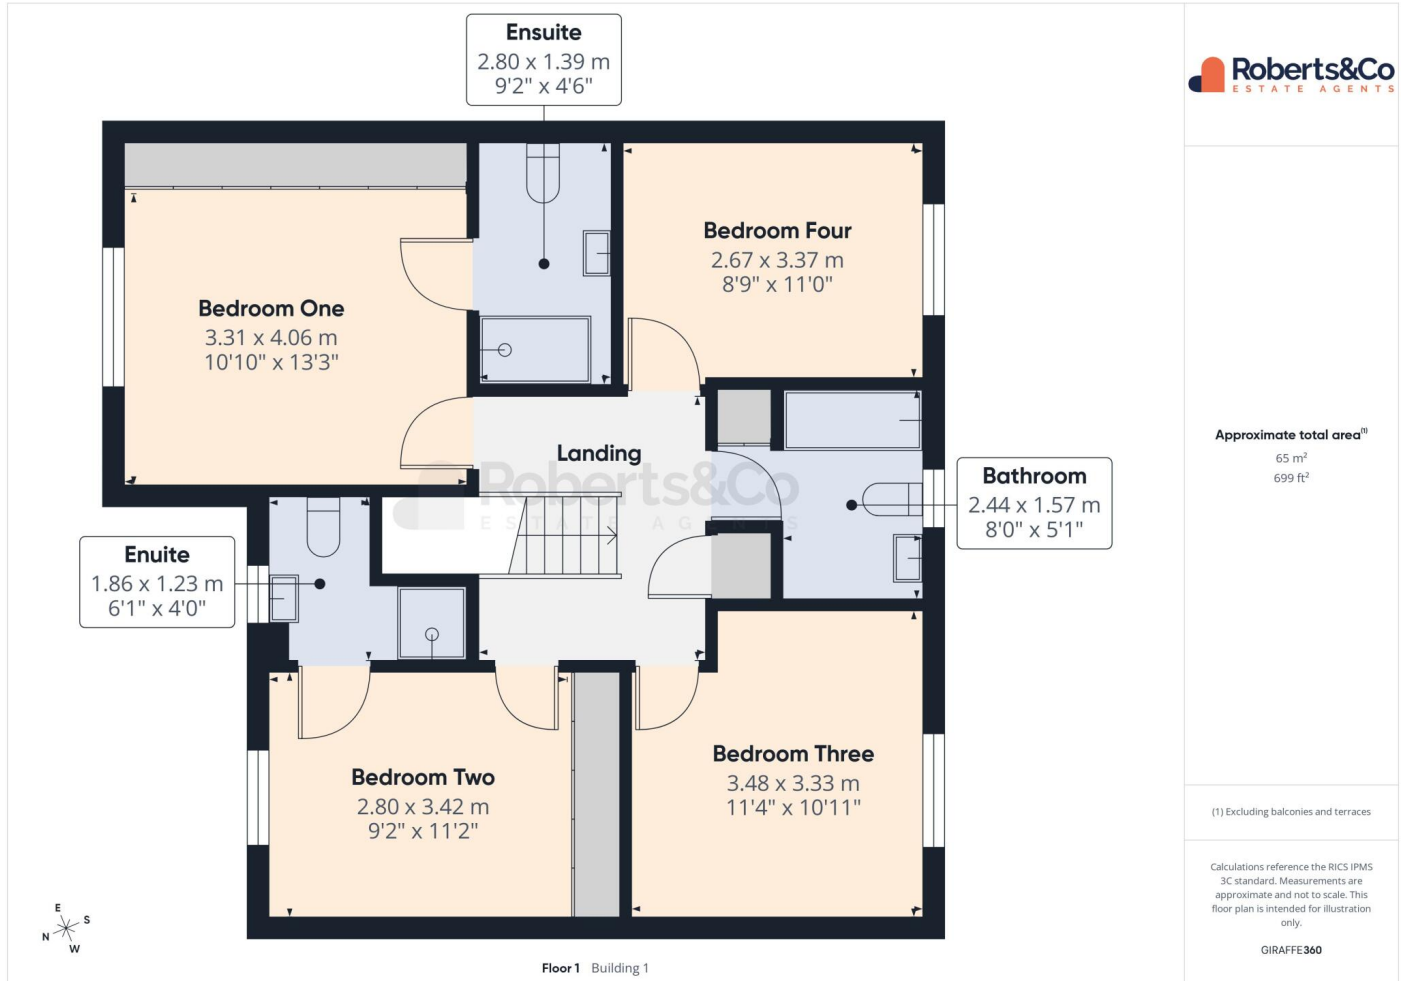 Ensuite
2.80 x 1.39 m
9'2" x 4'6"
Roberts&Co
ESTATE AGENTS
Bedroom Four
2.67 x 3.37 m
8'9" x 11'0"
Bedroom One
3.31 x 4.06 m
10'10" x 13'3"
Landing
Roberts&Co
ESTATE AGENTS
Approximate total area(1)
65 m²
699 ft²
Bathroom
2.44 x 1.57 m
8'0" x 5'1"
Enuite
1.86 x 1.23 m
6'1" x 4'0"
Bedroom Two
2.80 x 3.42 m
9'2" x 11'2"
Bedroom Three
3.48 x 3.33 m
11'4" x 10'11"
(1) Excluding balconies and terraces
Calculations reference the RICS IPMS
3C standard. Measurements are
approximate and not to scale. This
floor plan is intended for illustration
only.
GIRAFFE360
E
S
N
W
Floor 1 Building 1